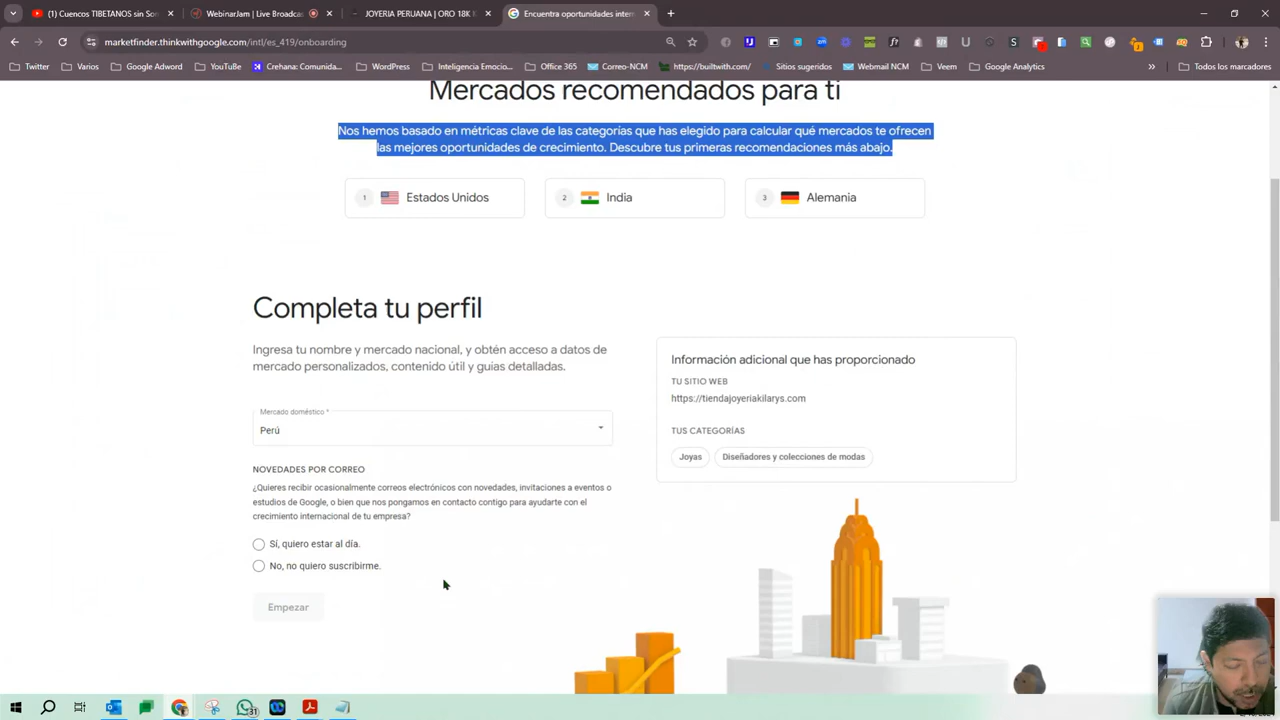 (1) Cuencos TIBETANOS sin Son
WebinarJam | Live Broadcas
JOYERIA PERUANA | ORO 18K
Encuentra oportunidades inter
marketfinder.thinkwithgoogle.com/intl/es_419/onboarding
Twitter
Varios
Google Adword
YouTube
Crehana: Comunida...
WordPress
Inteligencia Emocio...
Office 365
Correo-NCM
https://builtwith.com/
Sitios sugeridos
Webmail NCM
Veem
Google Analytics
Todos los marcadores
Mercados recomendados para ti
Nos hemos basado en métricas clave de las categorías que has elegido para calcular qué mercados te ofrecen
las mejores oportunidades de crecimiento. Descubre tus primeras recomendaciones más abajo.
1 Estados Unidos
2 India
3 Alemania
Completa tu perfil
Ingresa tu nombre y mercado nacional, y obtén acceso a datos de
mercado personalizados, contenido útil y guias detalladas.
Mercado doméstico *
Perú
NOVEDADES POR CORREO
¿Quieres recibir ocasionalmente correos electrónicos con novedades, invitaciones a eventos o
estudios de Google, o bien que nos pongamos en contacto contigo para ayudarte con el
crecimiento internacional de tu empresa?
Sí, quiero estar al día.
No, no quiero suscribirme.
Empezar
Información adicional que has proporcionado
TU SITIO WEB
https://tiendajoyeriakilarys.com
TUS CATEGORÍAS
Joyas
Diseñadores y colecciones de modas
31